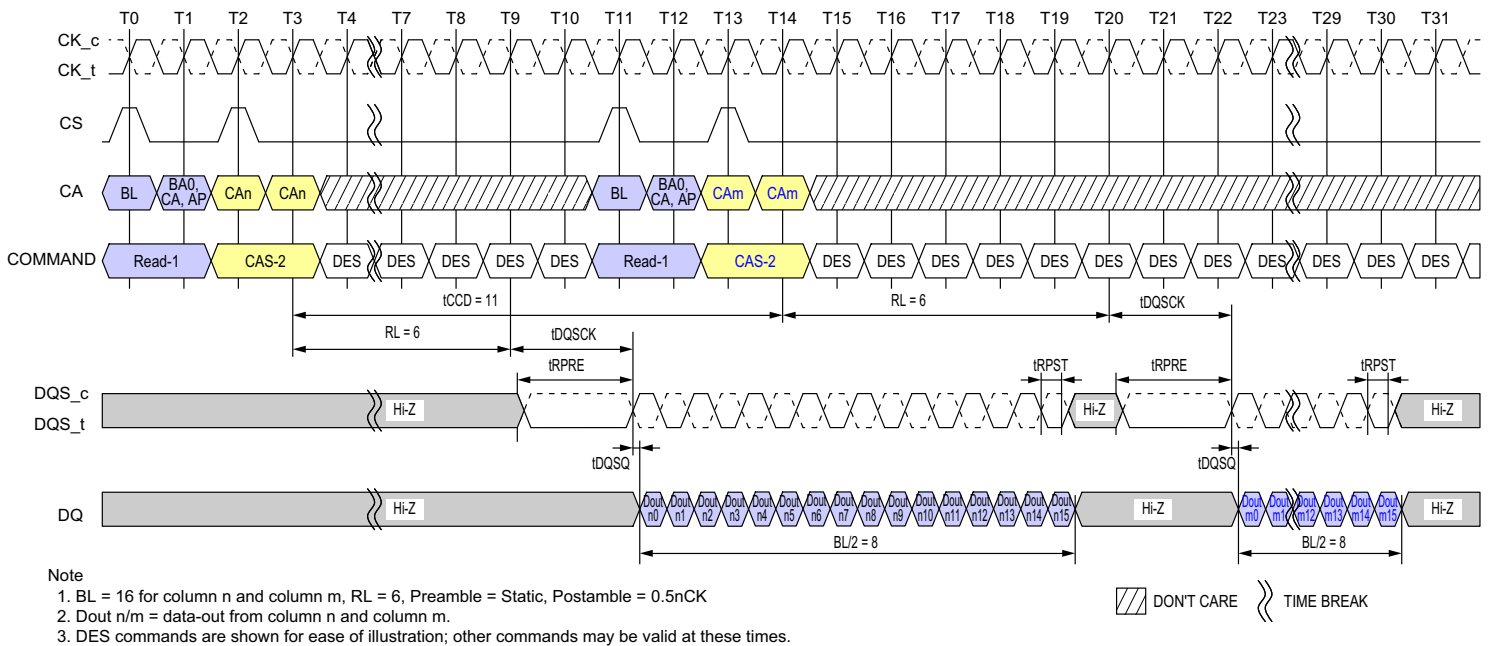 T0 T1 T2 T3 T4 T7 T8 T9 T10 T11 T12 T13 T14 T15 T16 T17 T18 T19 T20 T21 T22 T23 T29 T30 T31
CK_c
CK_t
CS
CA BL BA0, CA, AP CAn CAn BL BA0, CA, AP CAm CAm
COMMAND Read-1 CAS-2 DES DES DES DES DES Read-1 CAS-2 DES DES DES DES DES DES DES DES DES DES DES DES
tCCD = 11 RL = 6 tDQSCK
RL = 6 tDQSCK
tRPRE tRPST tRPRE tRPST
DQS_c
DQS_t
Hi-Z Hi-Z Hi-Z
tDQSQ tDQSQ
DQ Hi-Z Dout n0 Dout n1 Dout n2 Dout n3 Dout n4 Dout n5 Dout n6 Dout n7 Dout n8 Dout n9 Dout n10 Dout n11 Dout n12 Dout n13 Dout n14 Dout n15 Hi-Z Dout m0 Dout m1 Dout m12 Dout m13 Dout m14 Dout m15 Hi-Z
BL/2 = 8 BL/2 = 8
Note
1. BL = 16 for column n and column m, RL = 6, Preamble = Static, Postamble = 0.5nCK
2. Dout n/m = data-out from column n and column m.
3. DES commands are shown for ease of illustration; other commands may be valid at these times.
DON'T CARE TIME BREAK